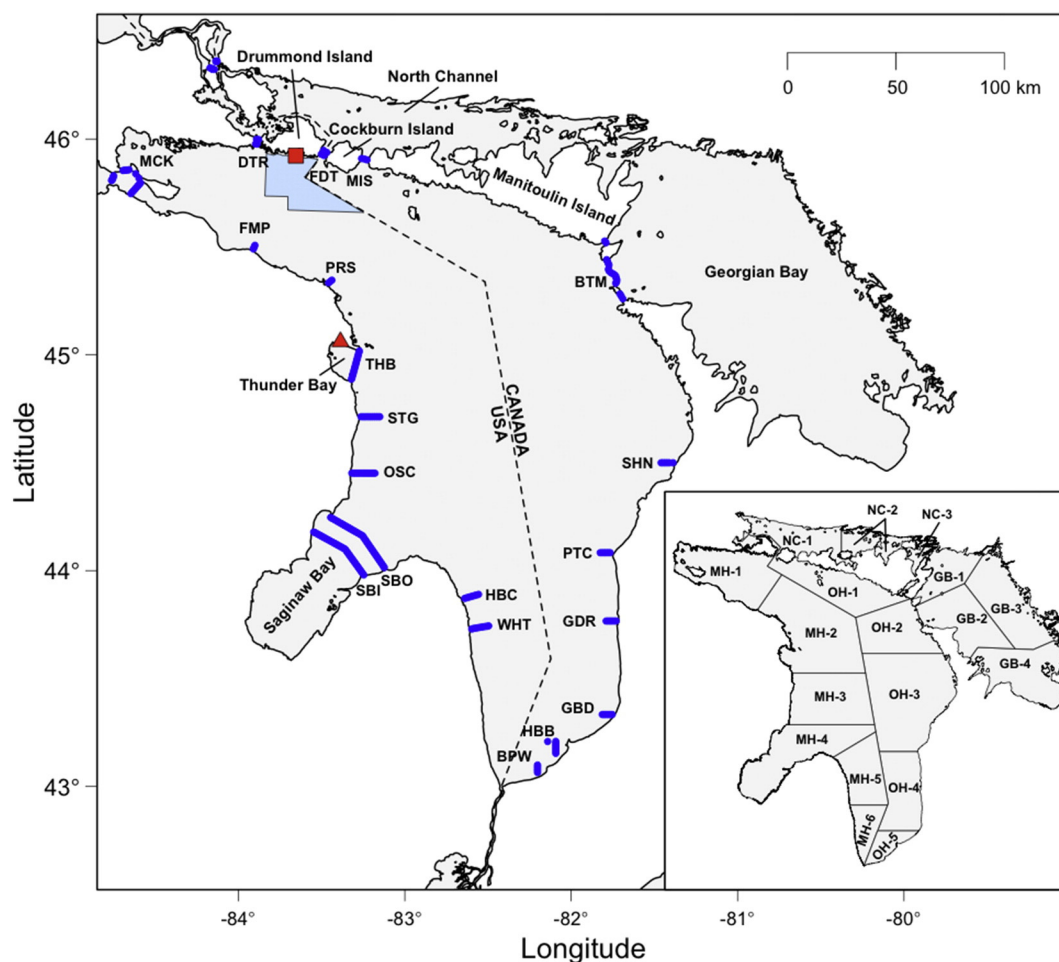 Drummond Island
North Channel
0 50 100 km
46°
Cockburn Island
MCK
DTR
FDT
MIS
Manitoulin Island
FMP
PRS
BTM
Georgian Bay
45°
THB
Thunder Bay
STG
CANADA
USA
OSC
SHN
Latitude
44°
Saginaw Bay
SBO
SBI
PTC
HBC
WHT
GDR
GBD
HBB
BPW
43°
NC-2
NC-3
NC-1
MH-1
GB-1
OH-1
GB-3
GB-2
MH-2
OH-2
GB-4
MH-3
OH-3
MH-4
MH-5
OH-4
MH-6
OH-5
-84° -83° -82° -81° -80°
Longitude